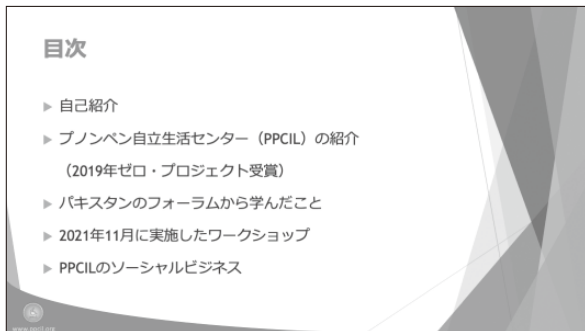 目次
▶ 自己紹介
▶ プノンペン自立生活センター（PPCIL）の紹介
（2019年ゼロ・プロジェクト受賞）
▶ パキスタンのフォーラムから学んだこと
▶ 2021年11月に実施したワークショップ
▶ PPCILのソーシャルビジネス
www.ppcil.org